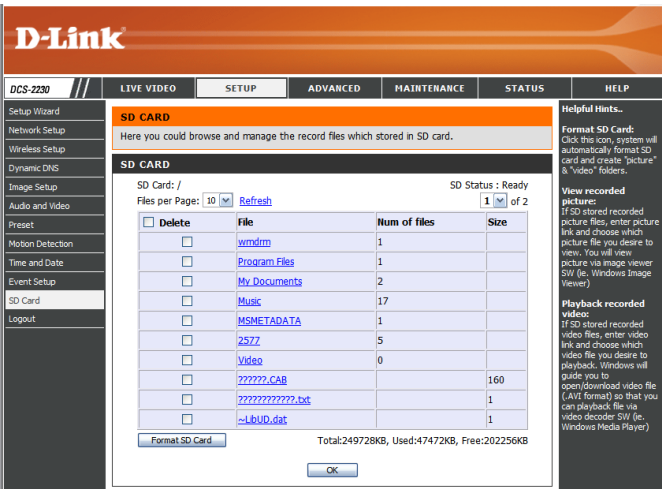 D-Link
DCS-2230
LIVE VIDEO SETUP ADVANCED MAINTENANCE STATUS HELP
Setup Wizard
Network Setup
Wireless Setup
Dynamic DNS
Image Setup
Audio and Video
Preset
Motion Detection
Time and Date
Event Setup
SD Card
Logout
SD CARD
Here you could browse and manage the record files which stored in SD card.
SD CARD
SD Card: / SD Status : Ready
Files per Page: 10 Refresh 1 of 2
Delete File Num of files Size
wmdrm 1
Program Files 1
My Documents 2
Music 17
MSMETADATA 1
2577 5
Video 0
??????.CAB 160
????????????.txt 1
~LibUD.dat 1
Format SD Card Total:249728KB, Used:47472KB, Free:202256KB
OK
Helpful Hints..
Format SD Card:
Click this icon, system will
automatically format SD
card and create "picture"
& "video" folders.
View recorded
picture:
If SD stored recorded
picture files, enter picture
link and choose which
picture file you desire to
view. You will view
picture via image viewer
SW (ie. Windows Image
Viewer)
Playback recorded
video:
If SD stored recorded
video files, enter video
link and choose which
video file you desire to
playback. Windows will
guide you to
open/download video file
(.AVI format) so that you
can playback file via
video decoder SW (ie.
Windows Media Player)